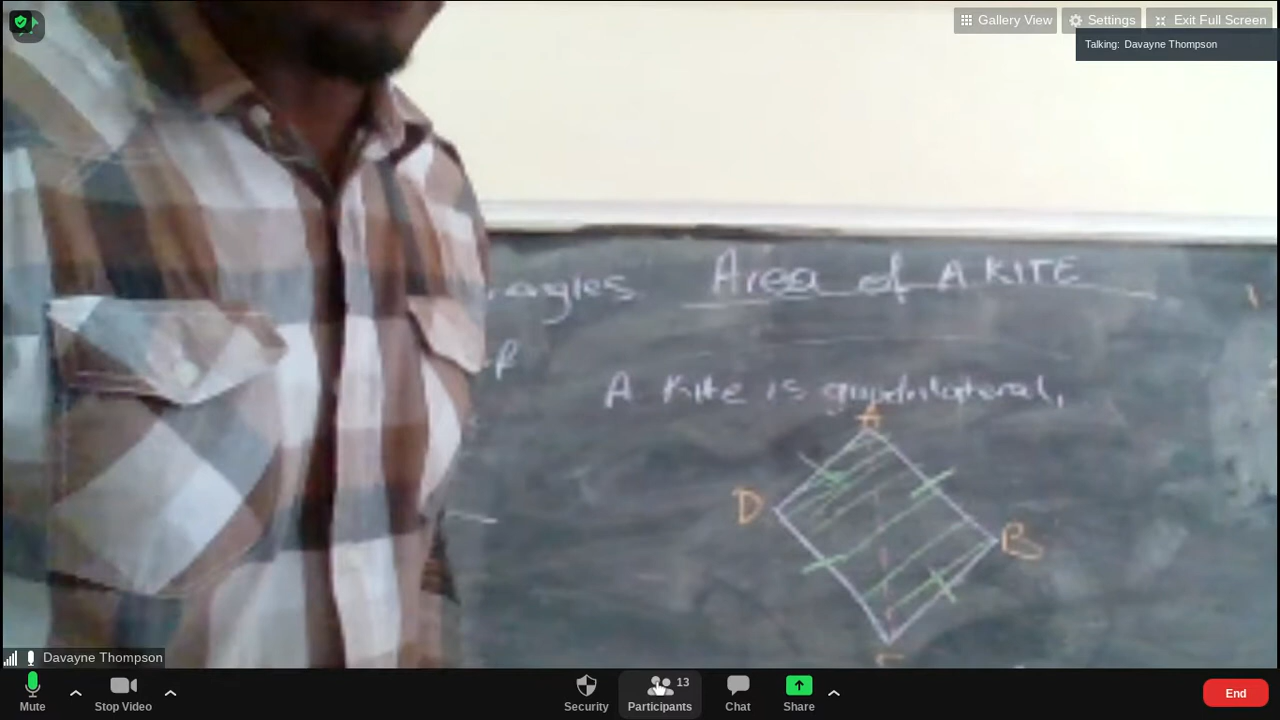 Gallery View
Settings
Exit Full Screen
Talking: Davayne Thompson
Area of A KITE
A Kite is quadrilateral,
A
D
B
C
Davayne Thompson
Mute
Stop Video
Security
Participants
13
Chat
Share
End